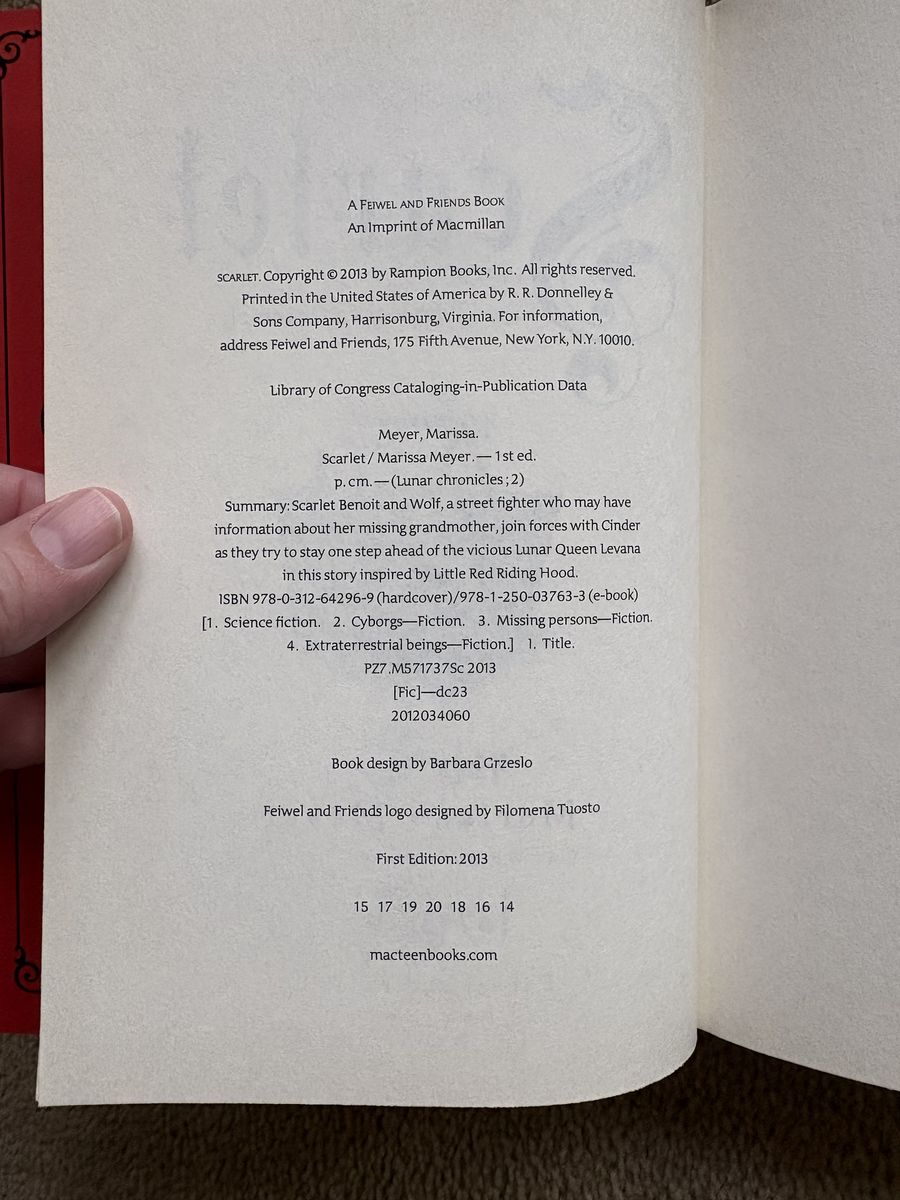 A Feiwel and Friends Book
An Imprint of Macmillan
SCARLET. Copyright © 2013 by Rampion Books, Inc. All rights reserved.
Printed in the United States of America by R. R. Donnelley &
Sons Company, Harrisonburg, Virginia. For information,
address Feiwel and Friends, 175 Fifth Avenue, New York, N.Y. 10010.
Library of Congress Cataloging-in-Publication Data
Meyer, Marissa.
Scarlet / Marissa Meyer.— 1st ed.
p. cm.—(Lunar chronicles ; 2)
Summary: Scarlet Benoit and Wolf, a street fighter who may have
information about her missing grandmother, join forces with Cinder
as they try to stay one step ahead of the vicious Lunar Queen Levana
in this story inspired by Little Red Riding Hood.
ISBN 978-0-312-64296-9 (hardcover)/978-1-250-03763-3 (e-book)
[1. Science fiction. 2. Cyborgs—Fiction. 3. Missing persons—Fiction.
4. Extraterrestrial beings—Fiction.] I. Title.
PZ7.M571737Sc 2013
[Fic]—dc23
2012034060
Book design by Barbara Grzeslo
Feiwel and Friends logo designed by Filomena Tuosto
First Edition: 2013
15 17 19 20 18 16 14
macteenbooks.com
Scarlet